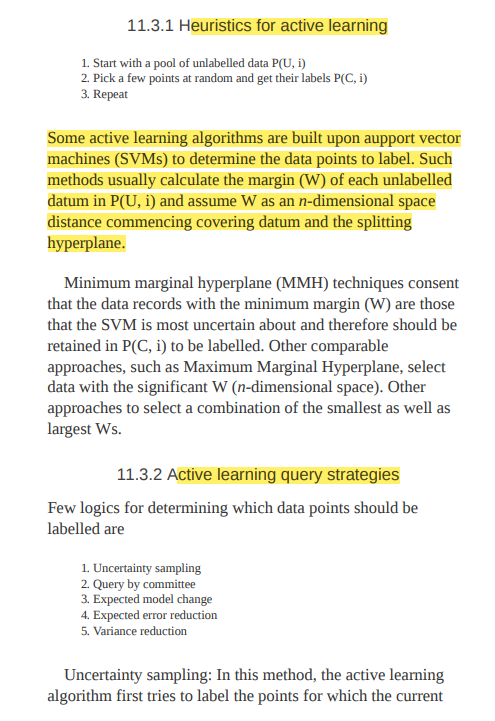 11.3.1 Heuristics for active learning
1. Start with a pool of unlabelled data P(U, i)
2. Pick a few points at random and get their labels P(C, i)
3. Repeat
Some active learning algorithms are built upon aupport vector
machines (SVMs) to determine the data points to label. Such
methods usually calculate the margin (W) of each unlabelled
datum in P(U, i) and assume W as an n-dimensional space
distance commencing covering datum and the splitting
hyperplane.
Minimum marginal hyperplane (MMH) techniques consent
that the data records with the minimum margin (W) are those
that the SVM is most uncertain about and therefore should be
retained in P(C, i) to be labelled. Other comparable
approaches, such as Maximum Marginal Hyperplane, select
data with the significant W (n-dimensional space). Other
approaches to select a combination of the smallest as well as
largest Ws.
11.3.2 Active learning query strategies
Few logics for determining which data points should be
labelled are
1. Uncertainty sampling
2. Query by committee
3. Expected model change
4. Expected error reduction
5. Variance reduction
Uncertainty sampling: In this method, the active learning
algorithm first tries to label the points for which the current